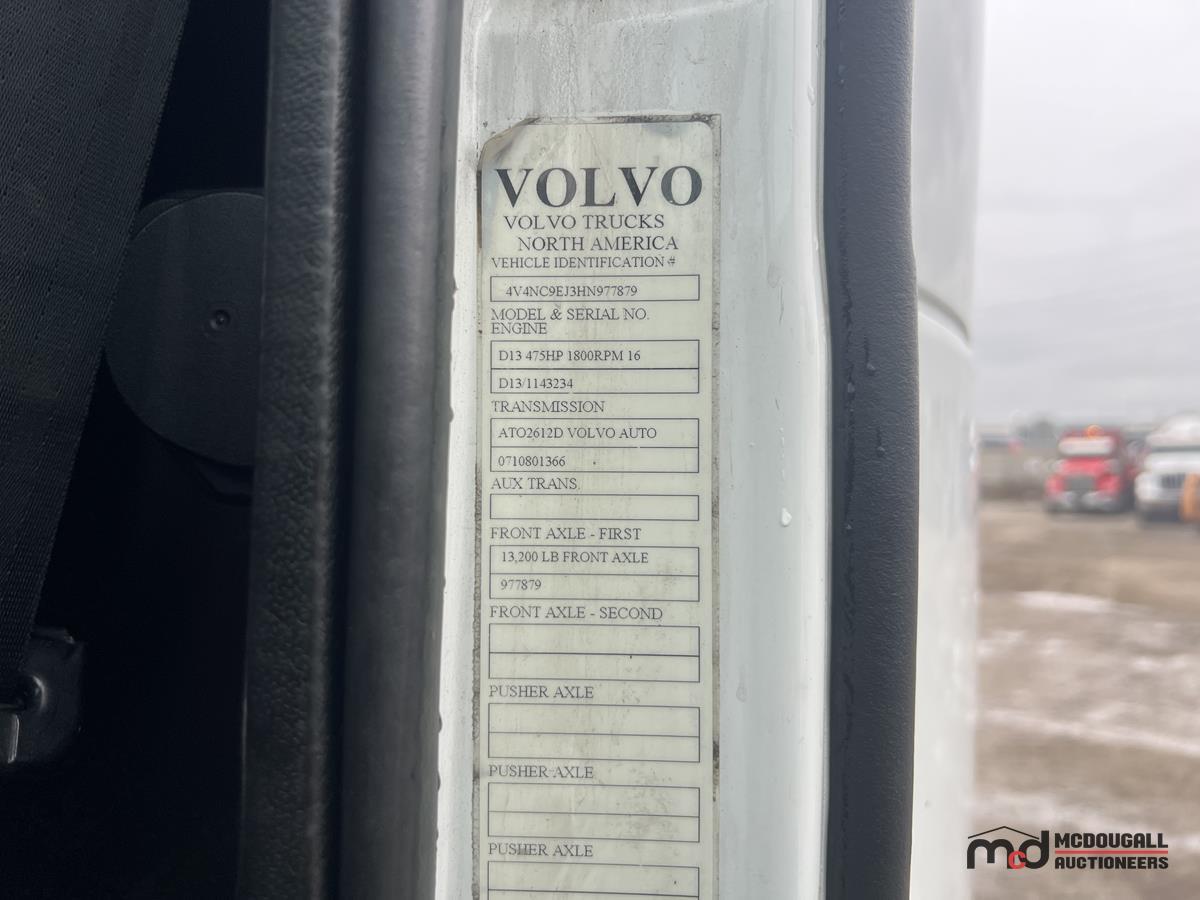 VOLVO
VOLVO TRUCKS
NORTH AMERICA
VEHICLE IDENTIFICATION #
4V4NC9EJ3HN977879
MODEL & SERIAL NO.
ENGINE
D13 475HP 1800RPM 16
D13/1143234
TRANSMISSION
ATO2612D VOLVO AUTO
0710801366
AUX TRANS.
FRONT AXLE - FIRST
13,200 LB FRONT AXLE
977879
FRONT AXLE - SECOND
PUSHER AXLE
PUSHER AXLE
PUSHER AXLE
mcd MCDOUGALL
AUCTIONEERS